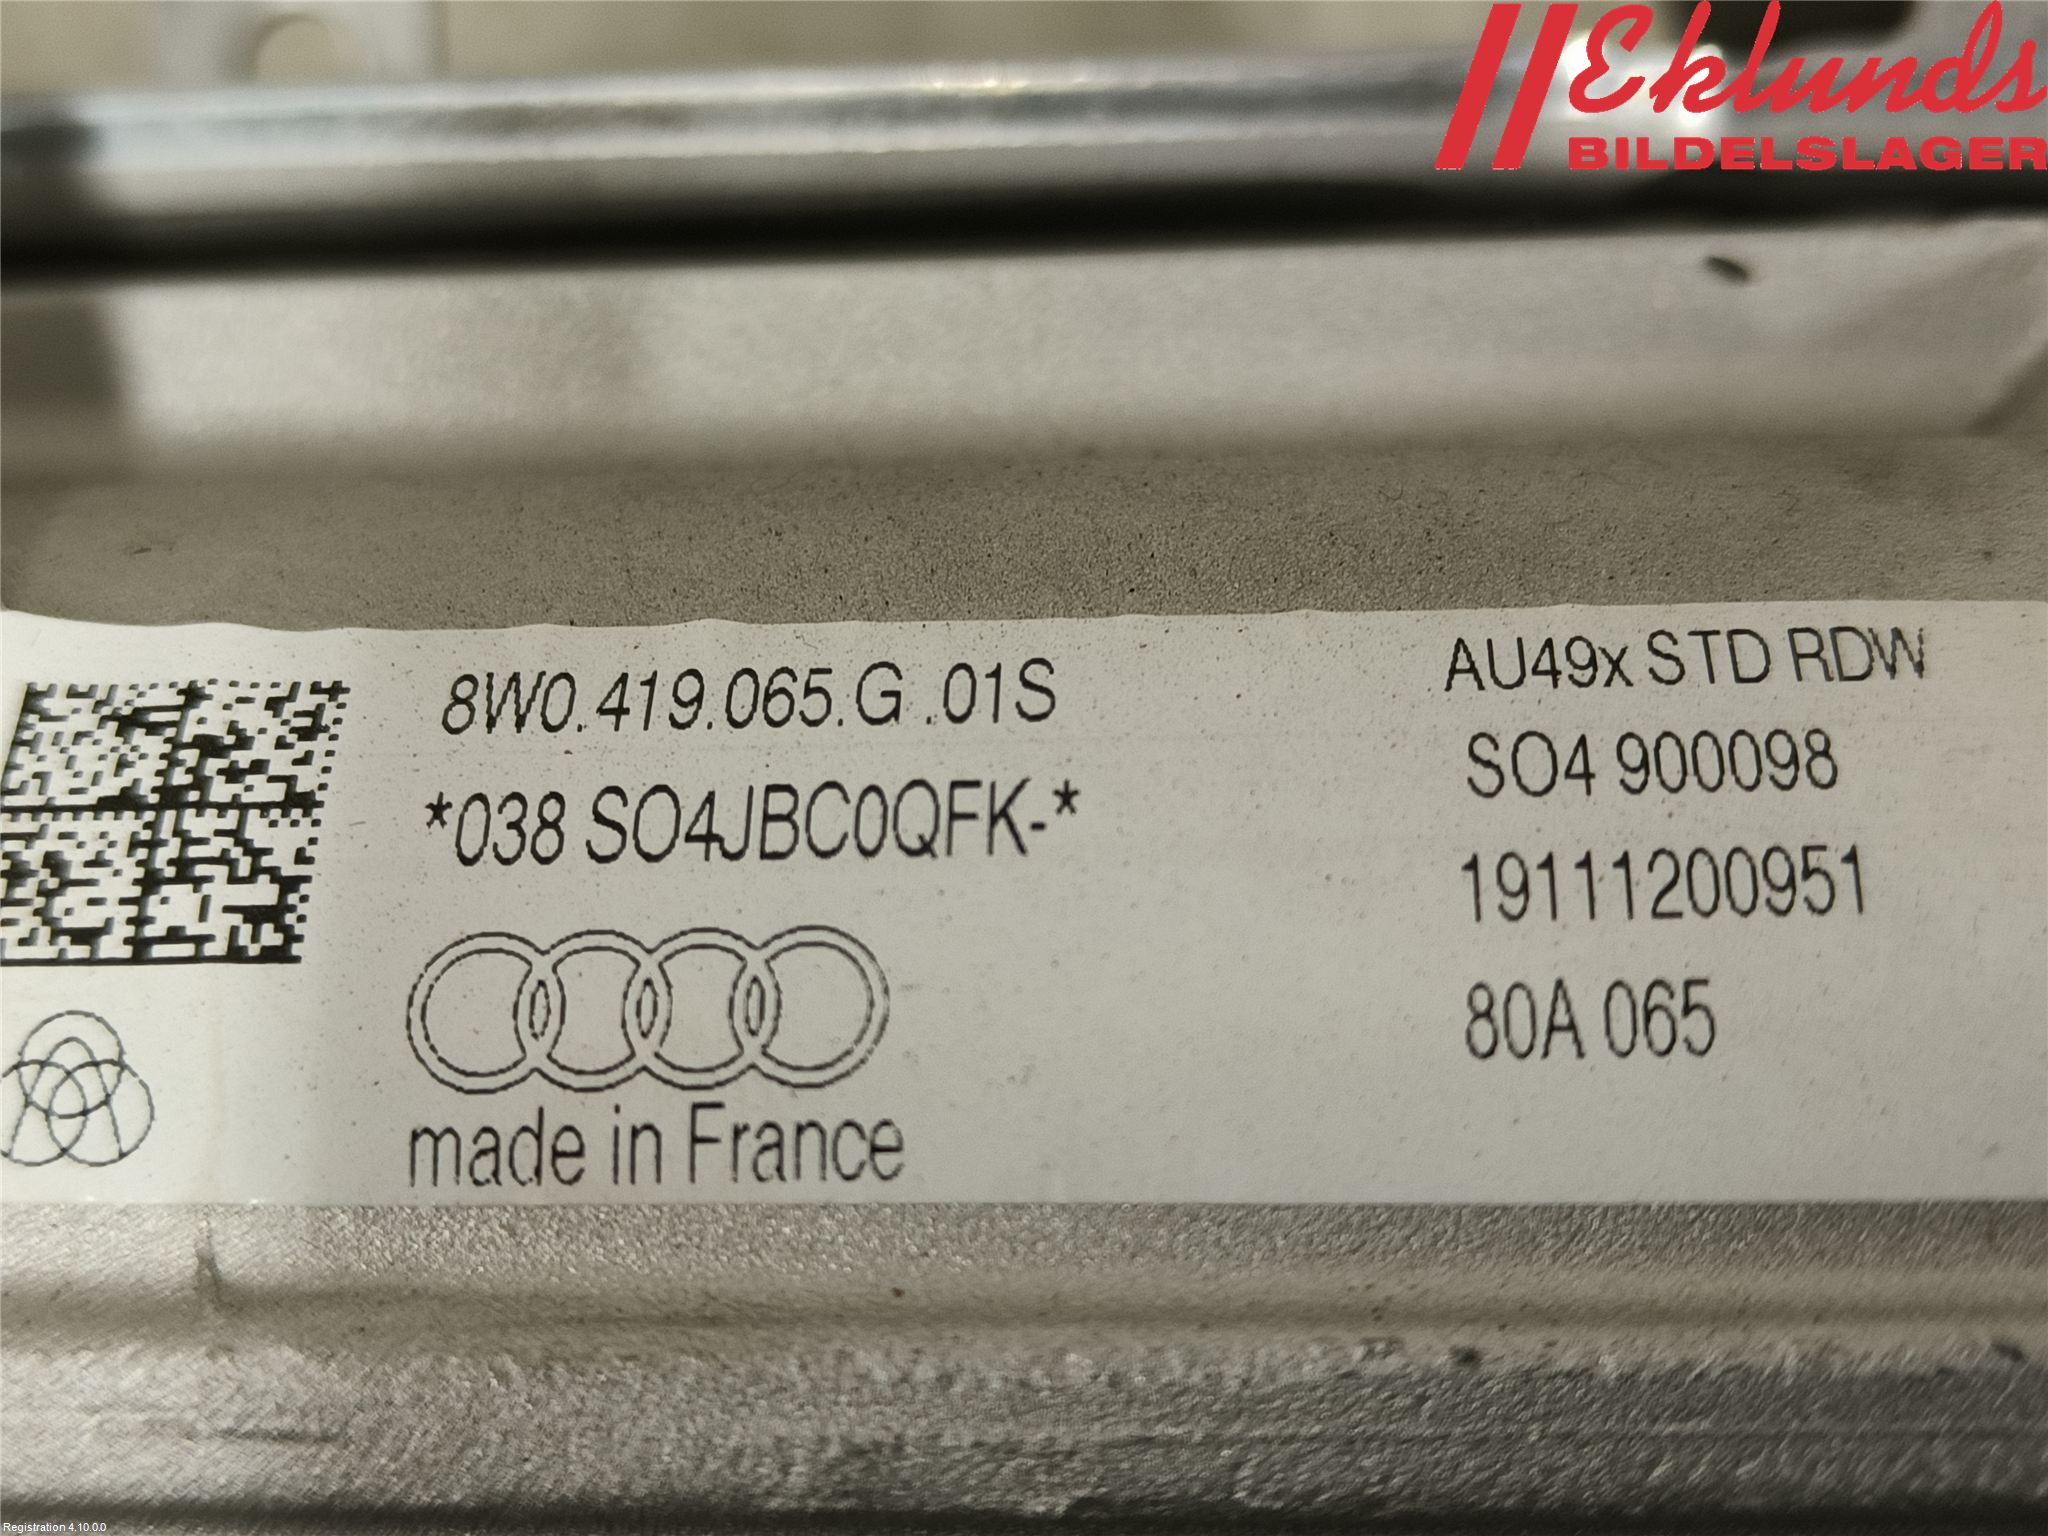 Eklunds
BILDELSLAGER
8W0.419.065.G .01S
*038 SO4JBC0QFK-*
made in France
AU49x STD RDW
SO4 900098
19111200951
80A 065
Registration 4.10.0.0